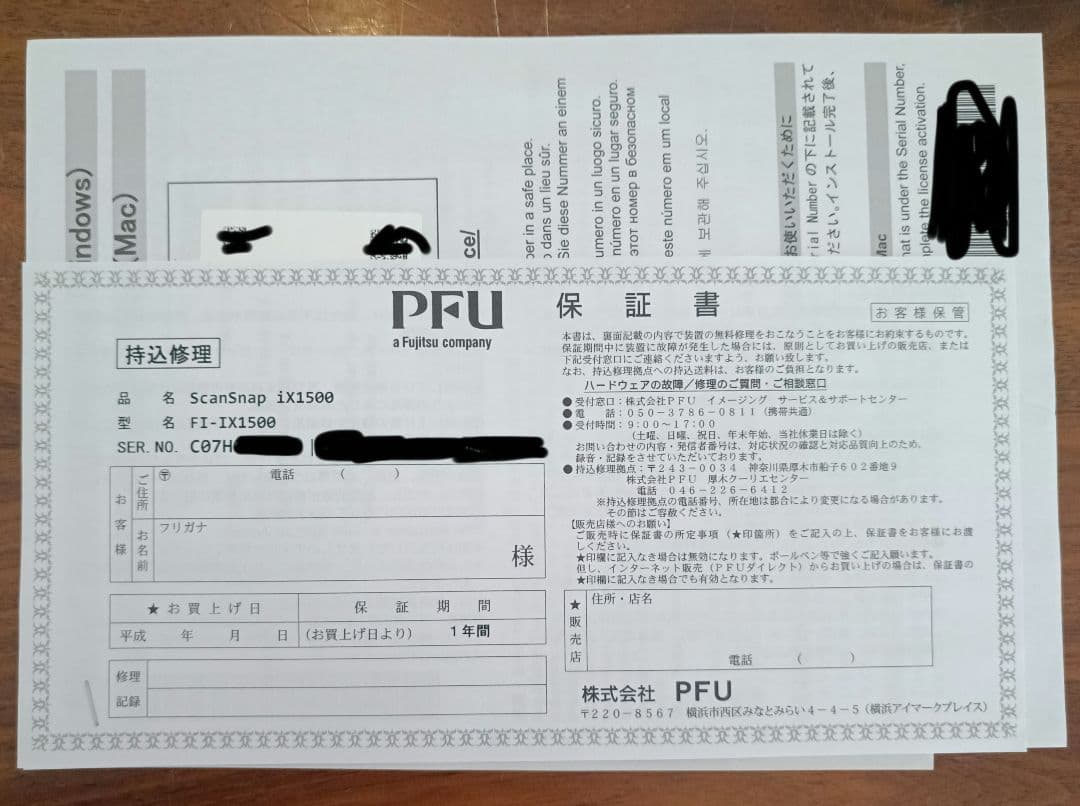 ndows)
(Mac)
ce/
per in a safe place.
o dans un lieu sûr.
Sie diese Nummer an einem
umero in un luogo sicuro.
número en un lugar seguro.
этот номер в безопасном
este número em um local
에 보관해 주십시오.
お使いいただくために
rial Number の下に記載されて
ださい。インストール完了後、
Mac
hat is under the Serial Number,
plete the license activation.
PFU
a Fujitsu company
保証書
お客様保管
持込修理
品名 ScanSnap iX1500
型名 FI-IX1500
SER.NO. C07H
本書は、裏面記載の内容で装置の無料修理をおこなうことをお客様にお約束するものです。
保証期間中に装置に故障が発生した場合には、原則としてお買い上げの販売店、または
下記受付窓口にご連絡くださいますよう、お願い致します。
なお、持込修理拠点への持込送料は、お客様のご負担となります。
ハードウェアの故障/修理のご質問・ご相談窓口
●受付窓口:株式会社PFU イメージング サービス&サポートセンター
●電話:050-3786-0811(携帯共通)
●受付時間:9:00~17:00
(土曜、日曜、祝日、年末年始、当社休業日は除く)
お問い合わせの内容・発信者番号は、対応状況の確認と対応品質向上のため、
録音・記録をさせていただいております。
●持込修理拠点:〒243-0034 神奈川県厚木市船子602番地9
株式会社PFU 厚木クーリエセンター
電話 046-226-6412
※持込修理拠点の電話番号、所在地は都合により変更になる場合があります。
その節はご容赦ください。
【販売店様へのお願い】
ご販売時に保証書の所定事項(★印箇所)をご記入の上、保証書をお客様にお渡
しください。
★印欄に記入なき場合は無効になります。ボールペン等で強くご記入願います。
但し、インターネット販売(PFUダイレクト)からお買い上げの場合は、保証書の
★印欄に記入なき場合でも有効となります。
お客様
ご住所
〒 電話 ( )
お名前
フリガナ
様
★お買上げ日
保証期間
平成 年 月 日
(お買上げ日より) 1年間
修理
記録
★販売店
住所・店名
電話 ( )
株式会社 PFU
〒220-8567 横浜市西区みなとみらい4-4-5(横浜アイマークプレイス)